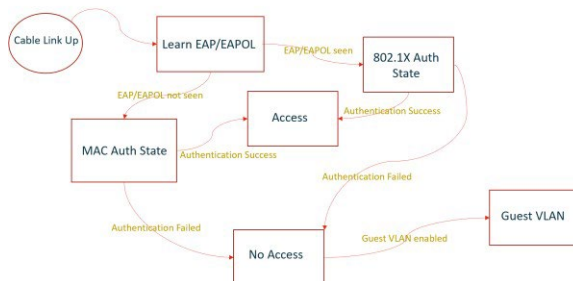 Cable Link Up
Learn EAP/EAPOL
EAP/EAPOL seen
802.1X Auth
State
EAP/EAPOL not seen
Access
Authentication Success
MAC Auth State
Authentication Success
Authentication Failed
Authentication Failed
No Access
Guest VLAN enabled
Guest VLAN